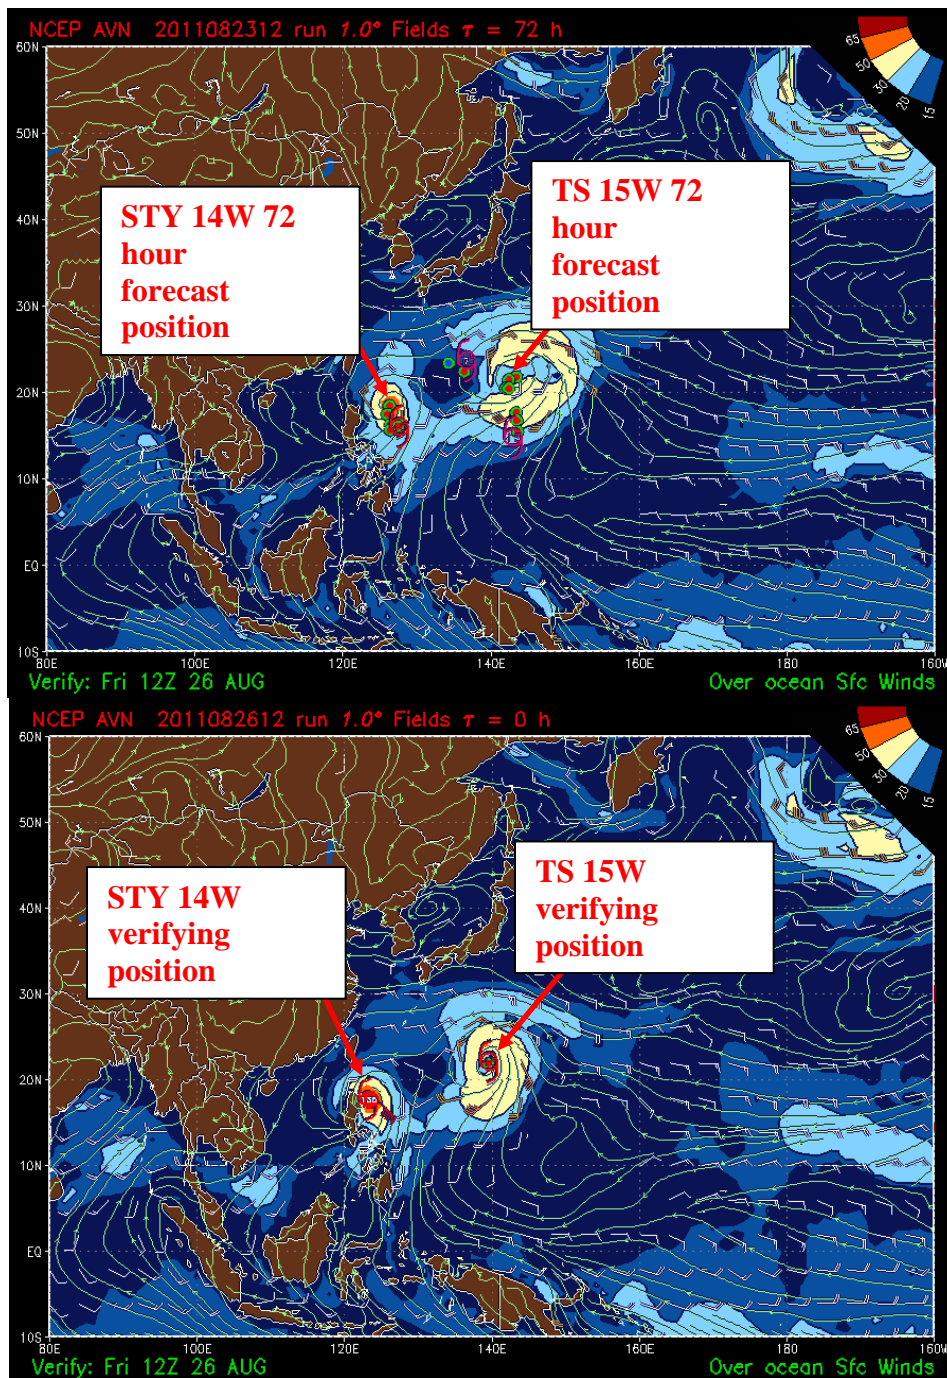 NCEP AVN 2011082312 run 1.0° Fields τ = 72 h
65
50
30
20
15
60N
50N
40N
30N
20N
10N
EQ
10S
STY 14W 72
hour
forecast
position
TS 15W 72
hour
forecast
position
80E 100E 120E 140E 160E 180 160W
Verify: Fri 12Z 26 AUG Over ocean Sfc Winds
NCEP AVN 2011082612 run 1.0° Fields τ = 0 h
65
50
30
20
15
60N
50N
40N
30N
20N
10N
EQ
10S
STY 14W
verifying
position
TS 15W
verifying
position
80E 100E 120E 140E 160E 180 160W
Verify: Fri 12Z 26 AUG Over ocean Sfc Winds